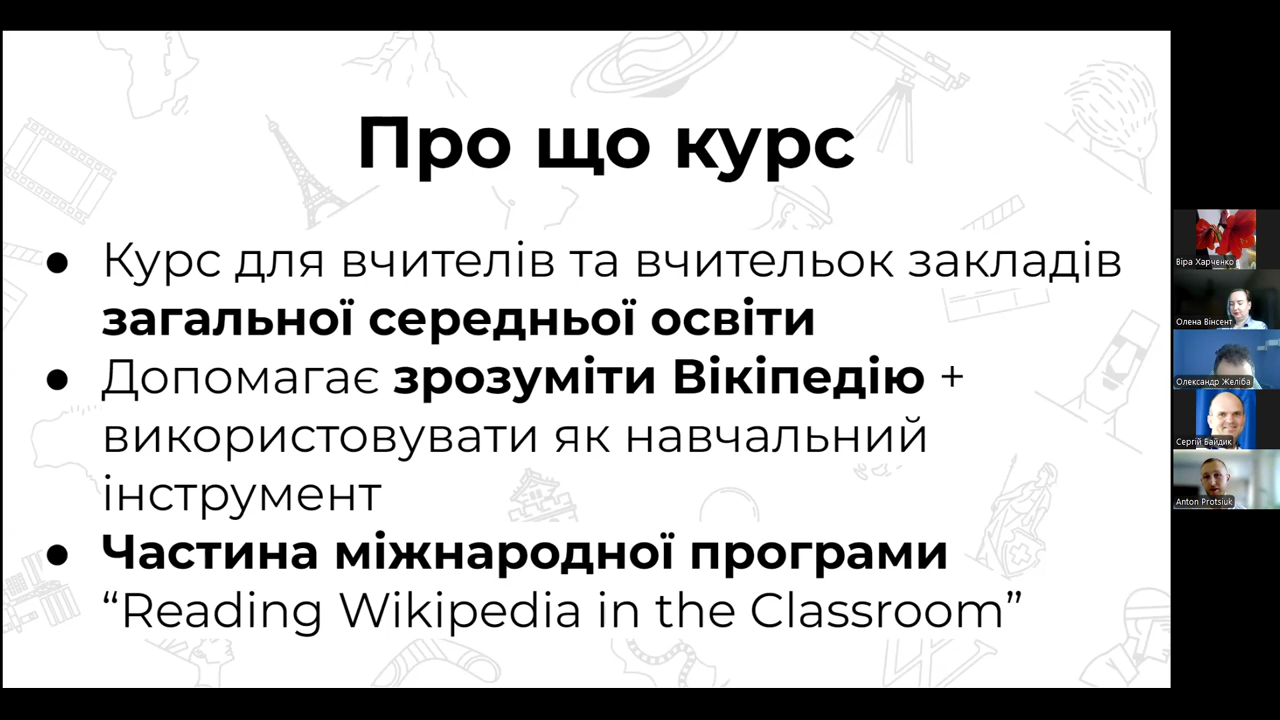 Про що курс
● Курс для вчителів та вчительок закладів
загальної середньої освіти
● Допомагає зрозуміти Вікіпедію +
використовувати як навчальний
інструмент
● Частина міжнародної програми
“Reading Wikipedia in the Classroom”
Віра Харченко
Олена Вінсент
Олександр Желіба
Сергій Байдик
Anton Protsiuk